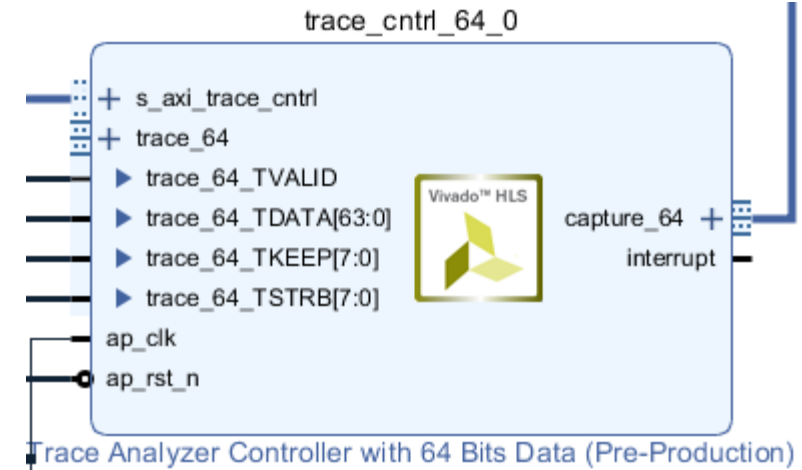 trace_cntrl_64_0
s_axi_trace_cntrl
trace_64
trace_64_TVALID
trace_64_TDATA[63:0]
trace_64_TKEEP[7:0]
trace_64_TSTRB[7:0]
ap_clk
ap_rst_n
Vivado™ HLS
capture_64
interrupt
Trace Analyzer Controller with 64 Bits Data (Pre-Production)